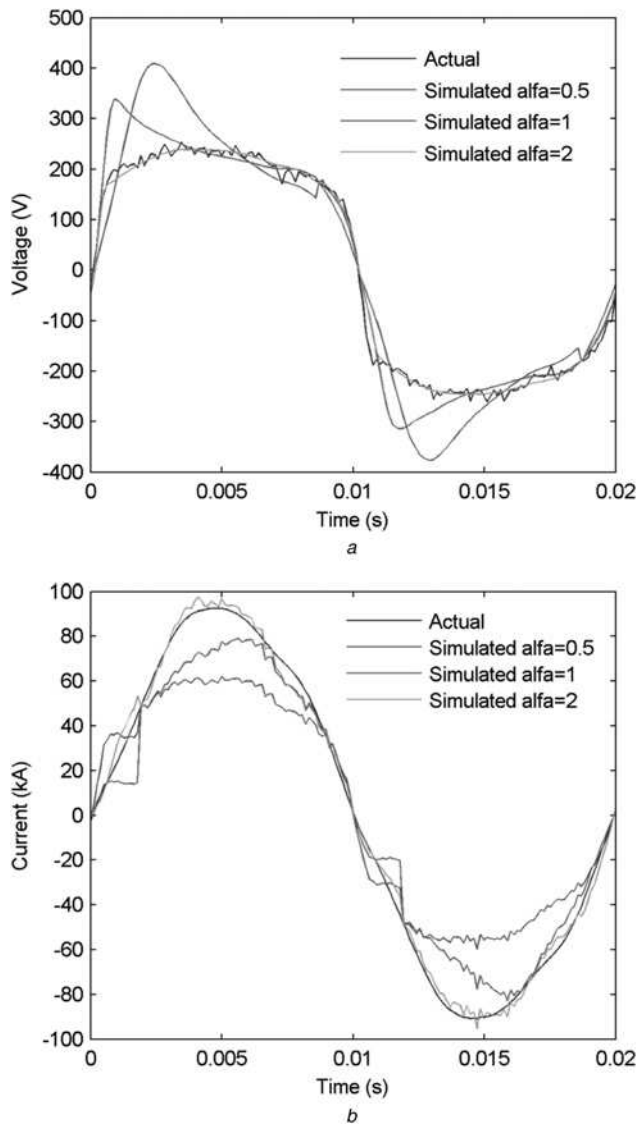 500
400
300
200
100
0
-100
-200
-300
-400
Voltage (V)
Actual
Simulated alfa=0.5
Simulated alfa=1
Simulated alfa=2
0
0.005
0.01
0.015
0.02
Time (s)
a
100
80
60
40
20
0
-20
-40
-60
-80
-100
Current (kA)
Actual
Simulated alfa=0.5
Simulated alfa=1
Simulated alfa=2
0
0.005
0.01
0.015
0.02
Time (s)
b